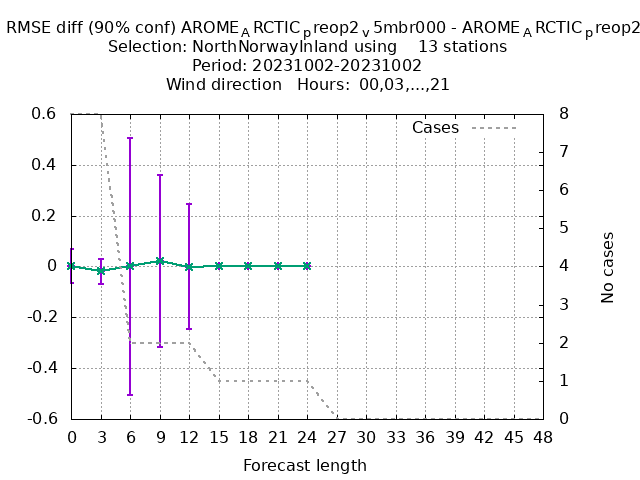 RMSE diff (90% conf) AROME_ARCTIC_preop2_v5mbr000 - AROME_ARCTIC_preop2
Selection: NorthNorwayInland using 13 stations
Period: 20231002-20231002
Wind direction Hours: 00,03,...,21
0.6 8
Cases
7
0.4
6
0.2
5
0 4
3
-0.2
2
-0.4
1
-0.6 0
No cases
0 3 6 9 12 15 18 21 24 27 30 33 36 39 42 45 48
Forecast length